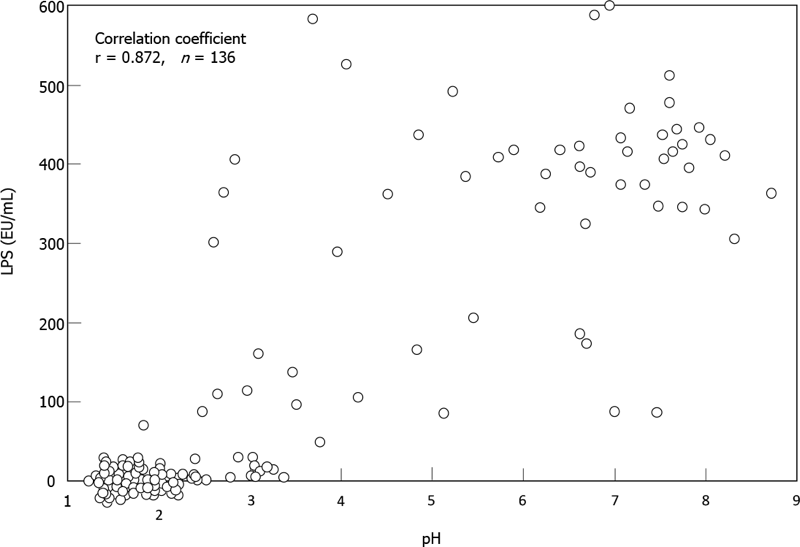 600
Correlation coefficient
r = 0.872, n = 136
500
400
300
200
100
0
LPS (EU/mL)
1 2 3 4 5 6 7 8 9
pH